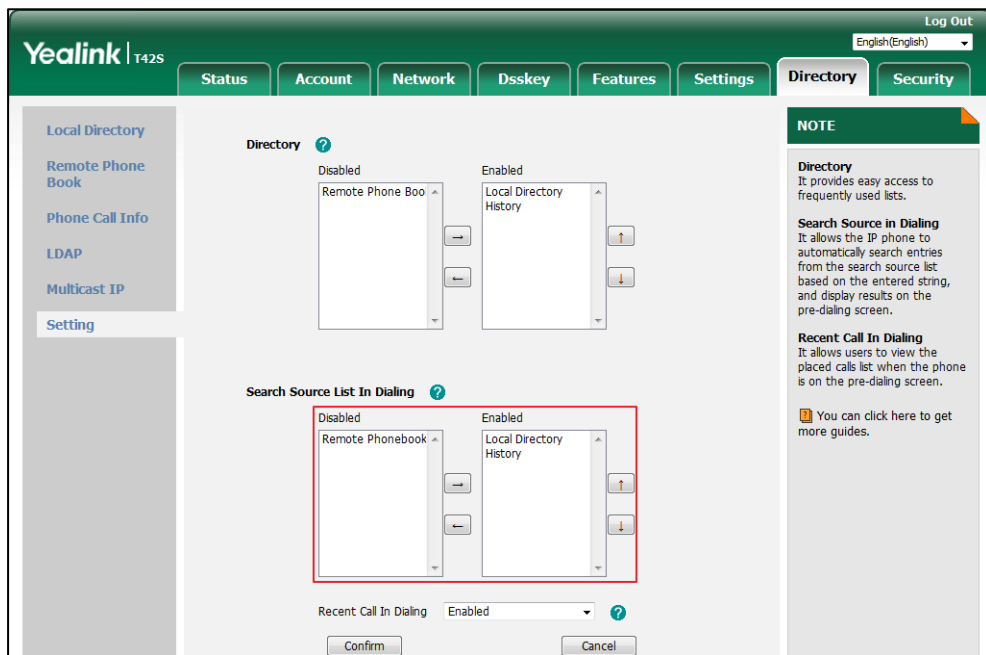 Log Out
Yealink | T42S
English(English)
Status Account Network Dsskey Features Settings Directory Security
Local Directory
Remote Phone
Book
Phone Call Info
LDAP
Multicast IP
Setting
Directory ?
Disabled Enabled
Remote Phone Boo
Local Directory
History
→
←
↑
↓
Search Source List In Dialing ?
Disabled Enabled
Remote Phonebook
Local Directory
History
→
←
↑
↓
Recent Call In Dialing Enabled ?
Confirm Cancel
NOTE
Directory
It provides easy access to
frequently used lists.
Search Source in Dialing
It allows the IP phone to
automatically search entries
from the search source list
based on the entered string,
and display results on the
pre-dialing screen.
Recent Call In Dialing
It allows users to view the
placed calls list when the phone
is on the pre-dialing screen.
? You can click here to get
more guides.